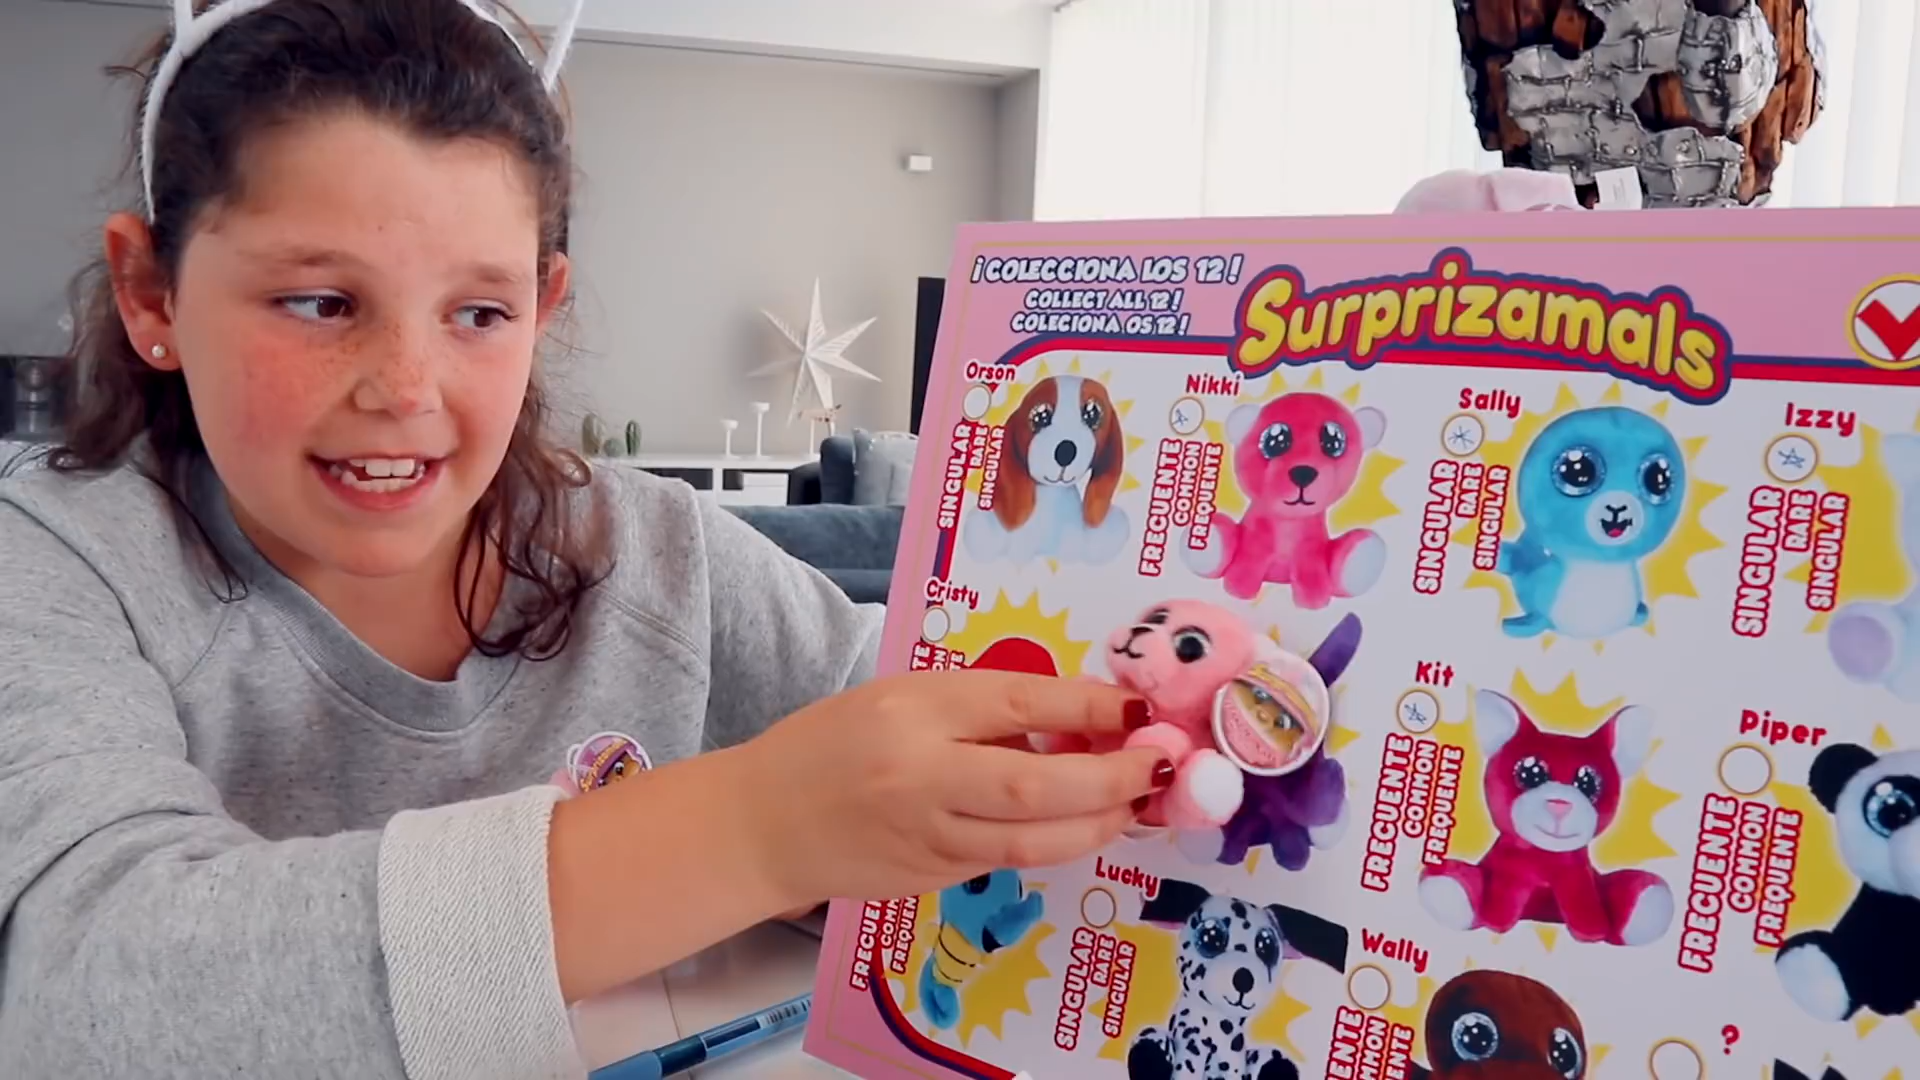 ¡COLECCIONA LOS 12!
COLLECT ALL 12!
COLECIONA OS 12!
Surprizamals
Orson
SINGULAR
RARE
SINGULAR
Nikki
FRECUENTE
COMMON
FREQUENTE
Sally
SINGULAR
RARE
SINGULAR
Izzy
SINGULAR
RARE
SINGULAR
Cristy
Kit
FRECUENTE
COMMON
FREQUENTE
Piper
FRECUENTE
COMMON
FREQUENTE
Lucky
SINGULAR
RARE
SINGULAR
Wally
?
Surprizamals